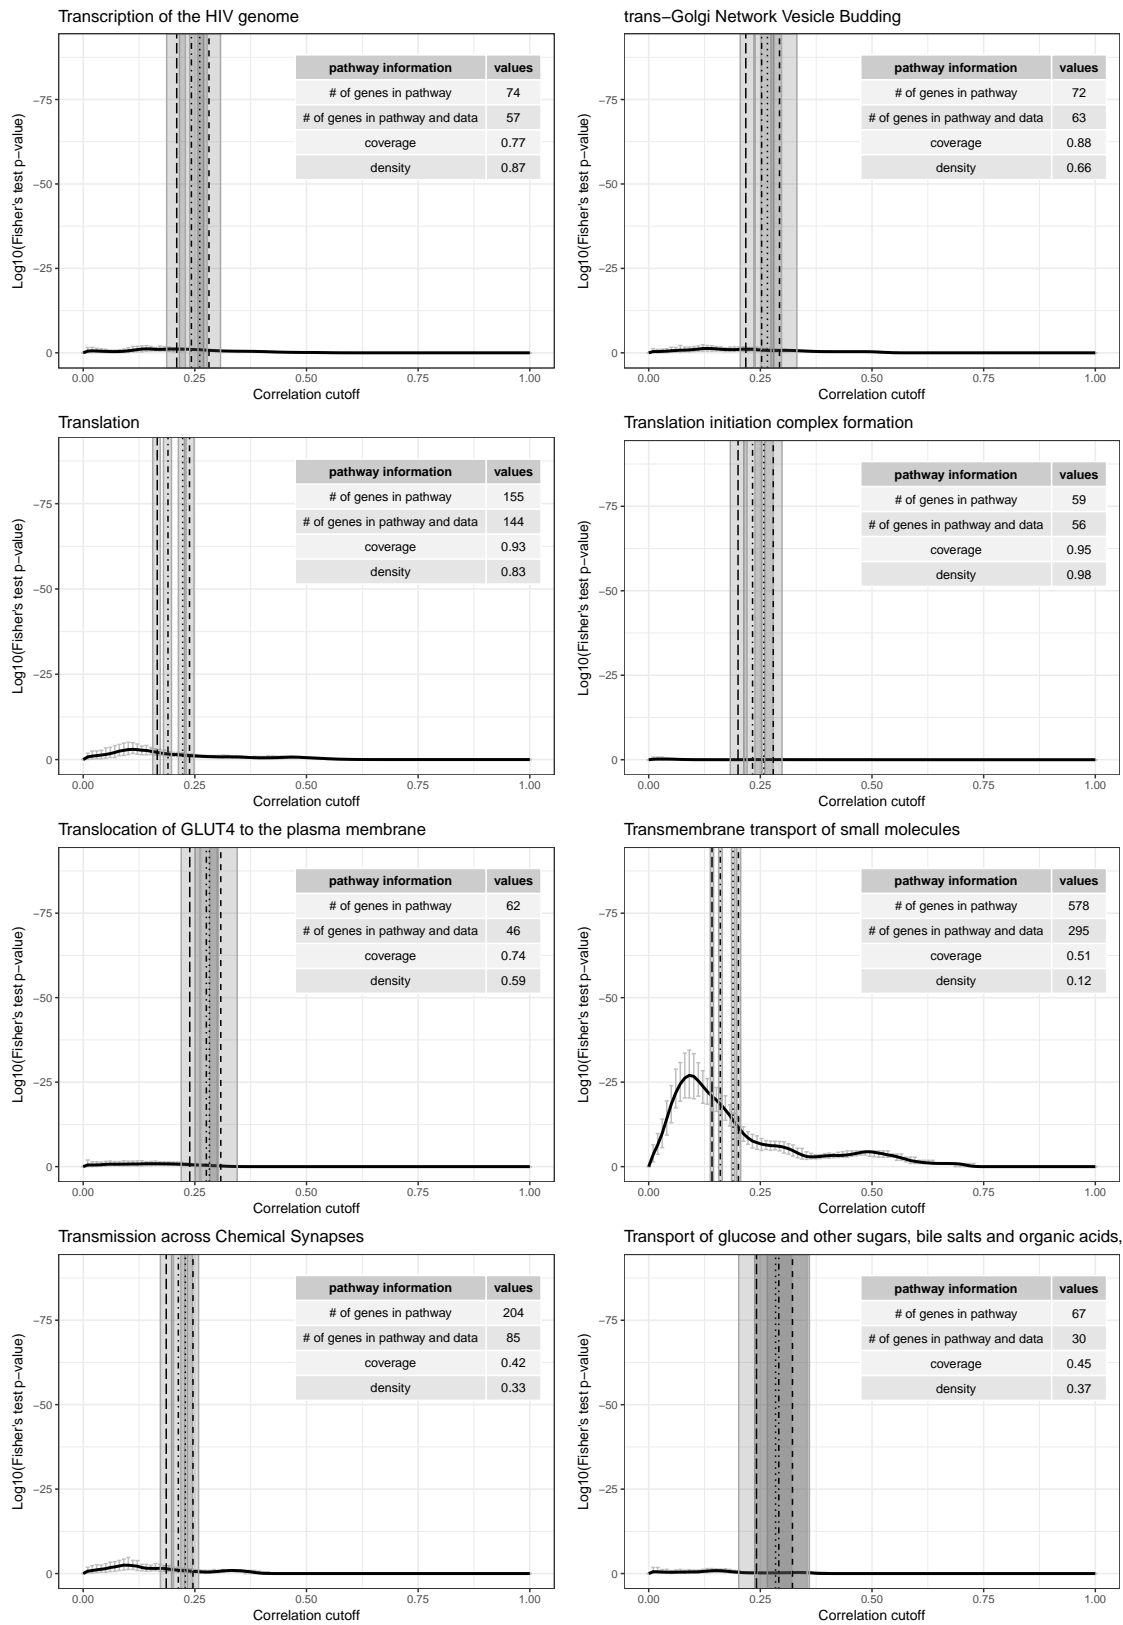 Transcription of the HIV genome
pathway information values
# of genes in pathway 74
# of genes in pathway and data 57
coverage 0.77
density 0.87
−75
−50
−25
0
Log10(Fisher's test p−value)
0.00 0.25 0.50 0.75 1.00
Correlation cutoff
trans−Golgi Network Vesicle Budding
pathway information values
# of genes in pathway 72
# of genes in pathway and data 63
coverage 0.88
density 0.66
−75
−50
−25
0
Log10(Fisher's test p−value)
0.00 0.25 0.50 0.75 1.00
Correlation cutoff
Translation
pathway information values
# of genes in pathway 155
# of genes in pathway and data 144
coverage 0.93
density 0.83
−75
−50
−25
0
Log10(Fisher's test p−value)
0.00 0.25 0.50 0.75 1.00
Correlation cutoff
Translation initiation complex formation
pathway information values
# of genes in pathway 59
# of genes in pathway and data 56
coverage 0.95
density 0.98
−75
−50
−25
0
Log10(Fisher's test p−value)
0.00 0.25 0.50 0.75 1.00
Correlation cutoff
Translocation of GLUT4 to the plasma membrane
pathway information values
# of genes in pathway 62
# of genes in pathway and data 46
coverage 0.74
density 0.59
−75
−50
−25
0
Log10(Fisher's test p−value)
0.00 0.25 0.50 0.75 1.00
Correlation cutoff
Transmembrane transport of small molecules
pathway information values
# of genes in pathway 578
# of genes in pathway and data 295
coverage 0.51
density 0.12
−75
−50
−25
0
Log10(Fisher's test p−value)
0.00 0.25 0.50 0.75 1.00
Correlation cutoff
Transmission across Chemical Synapses
pathway information values
# of genes in pathway 204
# of genes in pathway and data 85
coverage 0.42
density 0.33
−75
−50
−25
0
Log10(Fisher's test p−value)
0.00 0.25 0.50 0.75 1.00
Correlation cutoff
Transport of glucose and other sugars, bile salts and organic acids,
pathway information values
# of genes in pathway 67
# of genes in pathway and data 30
coverage 0.45
density 0.37
−75
−50
−25
0
Log10(Fisher's test p−value)
0.00 0.25 0.50 0.75 1.00
Correlation cutoff